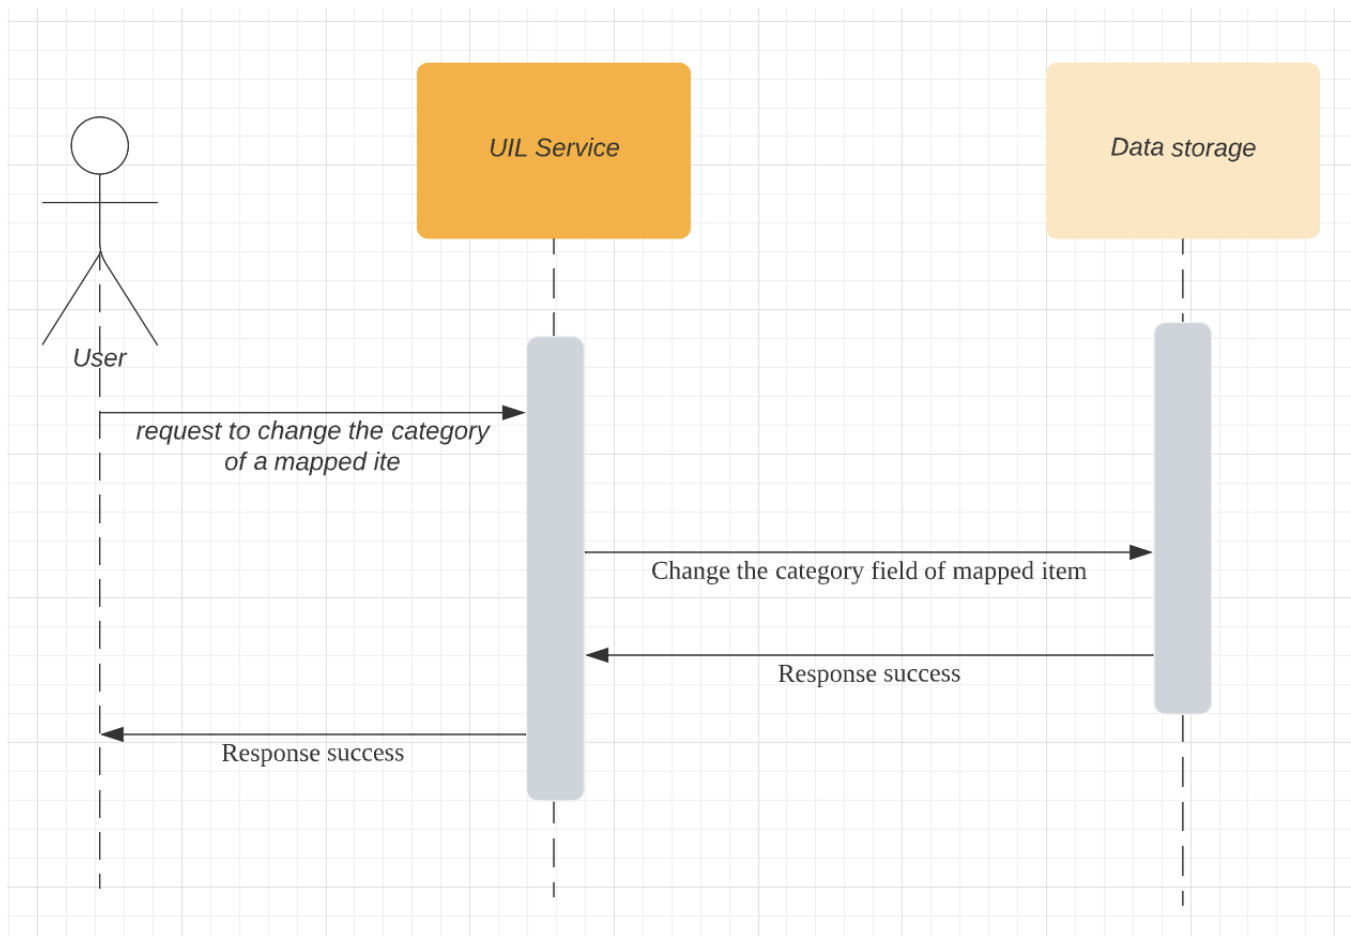 UIL Service
Data storage
User
request to change the category
of a mapped ite
Change the category field of mapped item
Response success
Response success